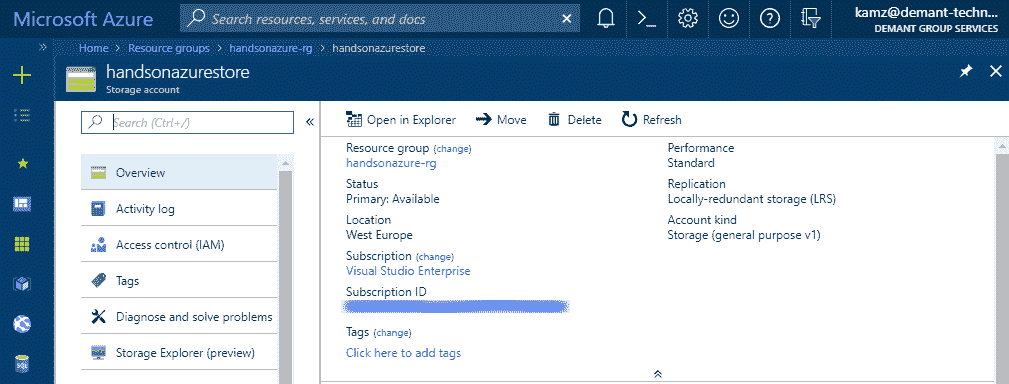 Microsoft Azure
Search resources, services, and docs
kamz@demant-techn...
DEMANT GROUP SERVICES
Home > Resource groups > handsonazure-rg > handsonazurestore
handsonazurestore
Storage account
Search (Ctrl+/)
Overview
Activity log
Access control (IAM)
Tags
Diagnose and solve problems
Storage Explorer (preview)
Open in Explorer
Move
Delete
Refresh
Resource group (change)
handsonazure-rg
Status
Primary: Available
Location
West Europe
Subscription (change)
Visual Studio Enterprise
Subscription ID
Tags (change)
Click here to add tags
Performance
Standard
Replication
Locally-redundant storage (LRS)
Account kind
Storage (general purpose v1)